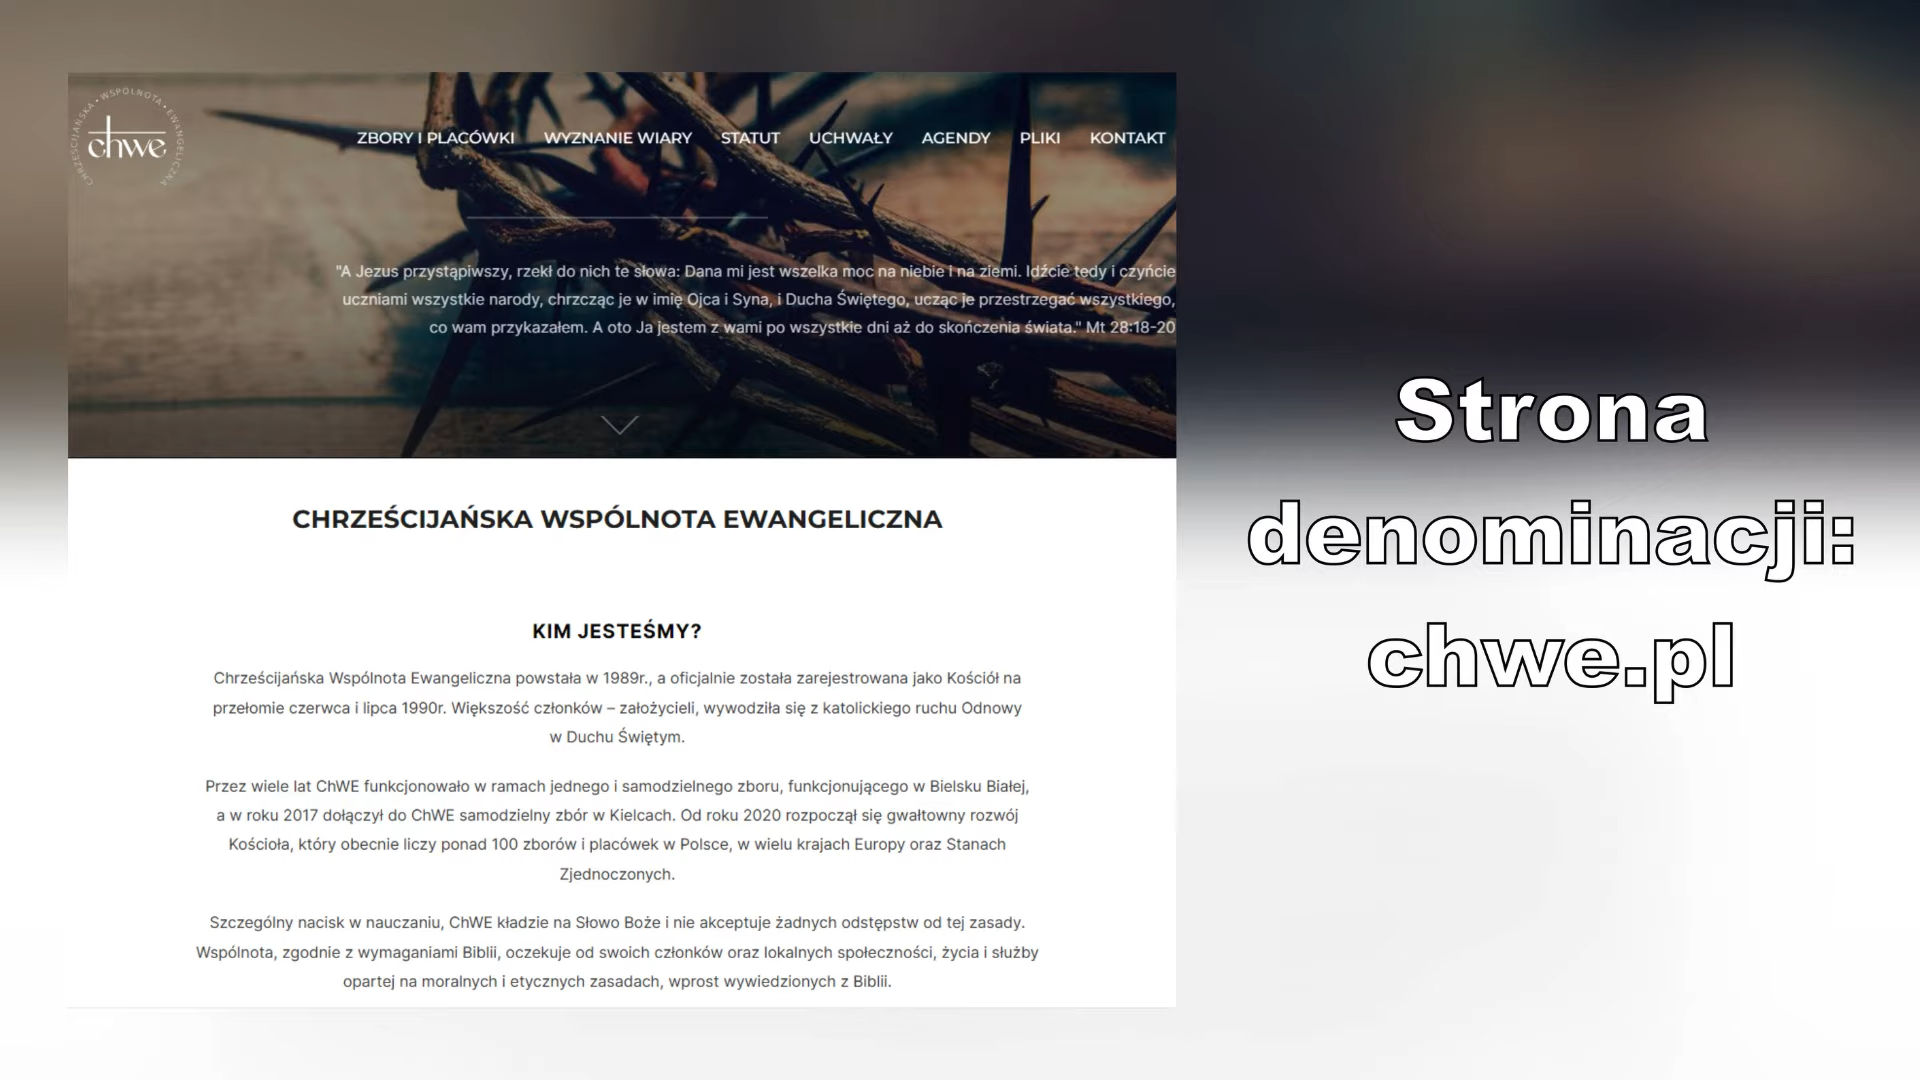 CHRZEŚCIJAŃSKA • WSPÓLNOTA • EWANGELICZNA
chwe
ZBORY I PLACÓWKI WYZNANIE WIARY STATUT UCHWAŁY AGENDY PLIKI KONTAKT
"A Jezus przystąpiwszy, rzekł do nich te słowa: Dana mi jest wszelka moc na niebie i na ziemi. Idźcie tedy i czyńcie
uczniami wszystkie narody, chrzcząc je w imię Ojca i Syna, i Ducha Świętego, ucząc je przestrzegać wszystkiego,
co wam przykazałem. A oto Ja jestem z wami po wszystkie dni aż do skończenia świata." Mt 28:18-20
CHRZEŚCIJAŃSKA WSPÓLNOTA EWANGELICZNA
KIM JESTEŚMY?
Chrześcijańska Wspólnota Ewangeliczna powstała w 1989r., a oficjalnie została zarejestrowana jako Kościół na
przełomie czerwca i lipca 1990r. Większość członków – założycieli, wywodziła się z katolickiego ruchu Odnowy
w Duchu Świętym.
Przez wiele lat ChWE funkcjonowało w ramach jednego i samodzielnego zboru, funkcjonującego w Bielsku Białej,
a w roku 2017 dołączył do ChWE samodzielny zbór w Kielcach. Od roku 2020 rozpoczął się gwałtowny rozwój
Kościoła, który obecnie liczy ponad 100 zborów i placówek w Polsce, w wielu krajach Europy oraz Stanach
Zjednoczonych.
Szczególny nacisk w nauczaniu, ChWE kładzie na Słowo Boże i nie akceptuje żadnych odstępstw od tej zasady.
Wspólnota, zgodnie z wymaganiami Biblii, oczekuje od swoich członków oraz lokalnych społeczności, życia i służby
opartej na moralnych i etycznych zasadach, wprost wywiedzionych z Biblii.
Strona
denominacji:
chwe.pl